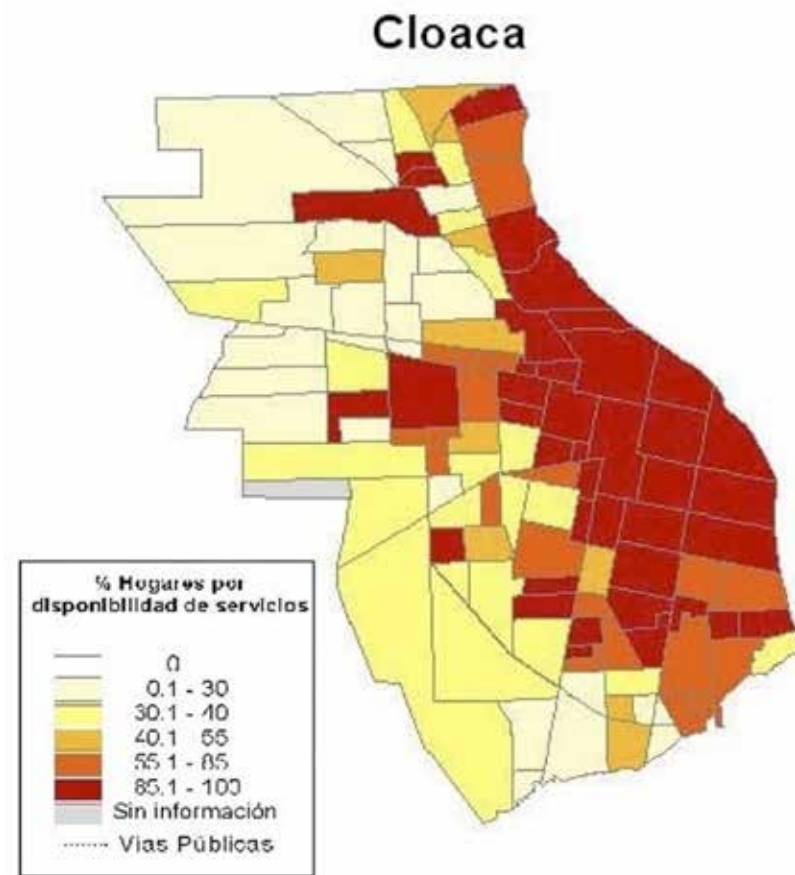 Cloaca
% Hogares por
disponibilidad de servicios
0
0.1 - 30
30.1 - 40
40.1 - 55
55.1 - 85
85.1 - 100
Sin información
Vias Públicas